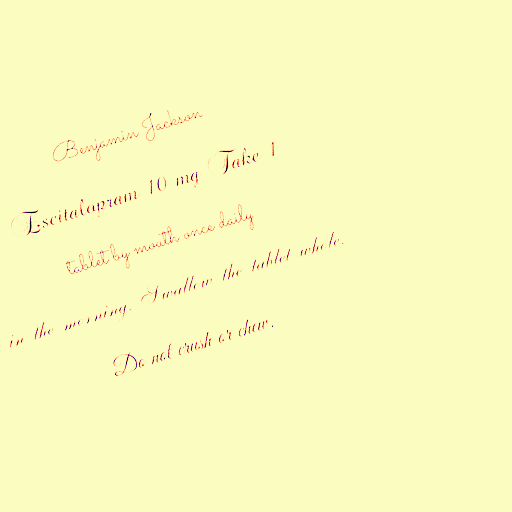 Benjamin Jackson
Escitalapram 10 mg Take 1
tablet by mouth once daily
in the morning. Swallow the tablet whole.
Do not crush or chew.